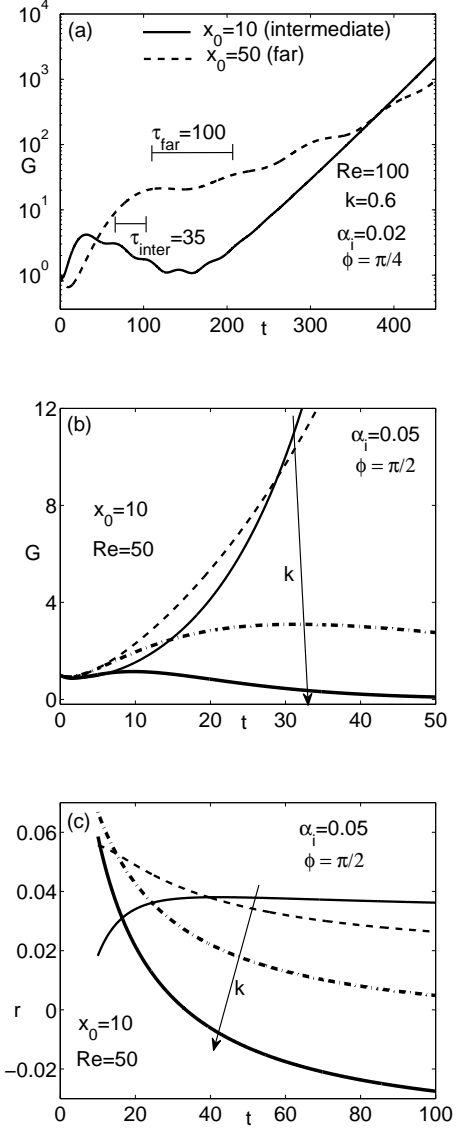 (a)
x_0=10 (intermediate)
x_0=50 (far)
10^4
10^3
10^2
10^1
10^0
G
τ_far=100
τ_inter=35
Re=100
k=0.6
α_i=0.02
ϕ = π/4
0 100 200 300 400
t
(b)
12
8
4
0
G
α_i=0.05
ϕ = π/2
x_0=10
Re=50
k
0 10 20 30 40 50
t
(c)
0.06
0.04
0.02
0
−0.02
r
α_i=0.05
ϕ = π/2
k
x_0=10
Re=50
0 20 40 60 80 100
t